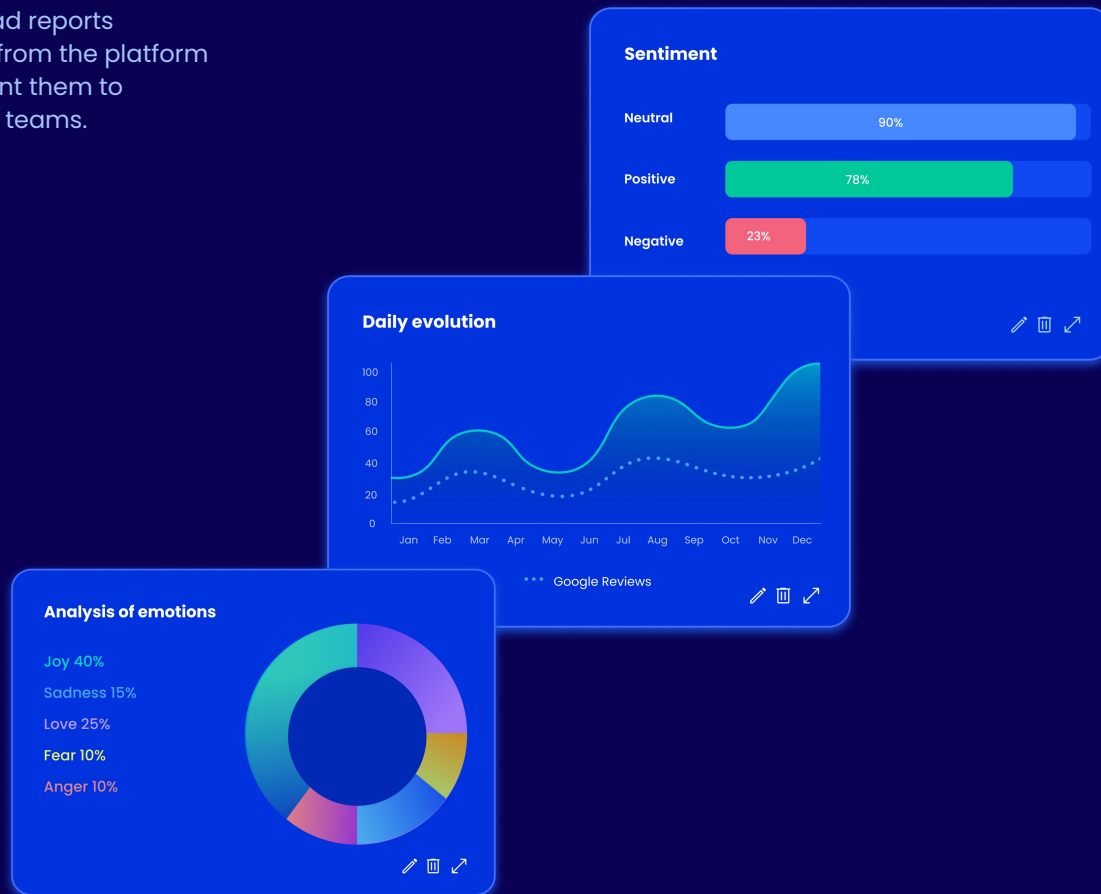 reports
from the platform
them to
teams.
Sentiment
Neutral
90%
Positive
78%
Negative
23%
Daily evolution
100
80
60
40
20
0
Jan Feb Mar Apr May Jun Jul Aug Sep Oct Nov Dec
Google Reviews
Analysis of emotions
Joy 40%
Sadness 15%
Love 25%
Fear 10%
Anger 10%